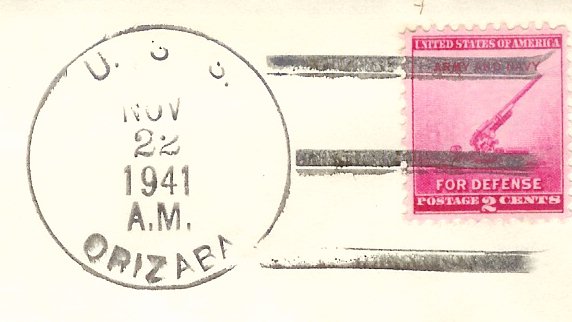 U. S S.
NOV
22
1941
A.M.
ORIZABA
UNITED STATES OF AMERICA
ARMY AND NAVY
FOR DEFENSE
POSTAGE 2 CENTS